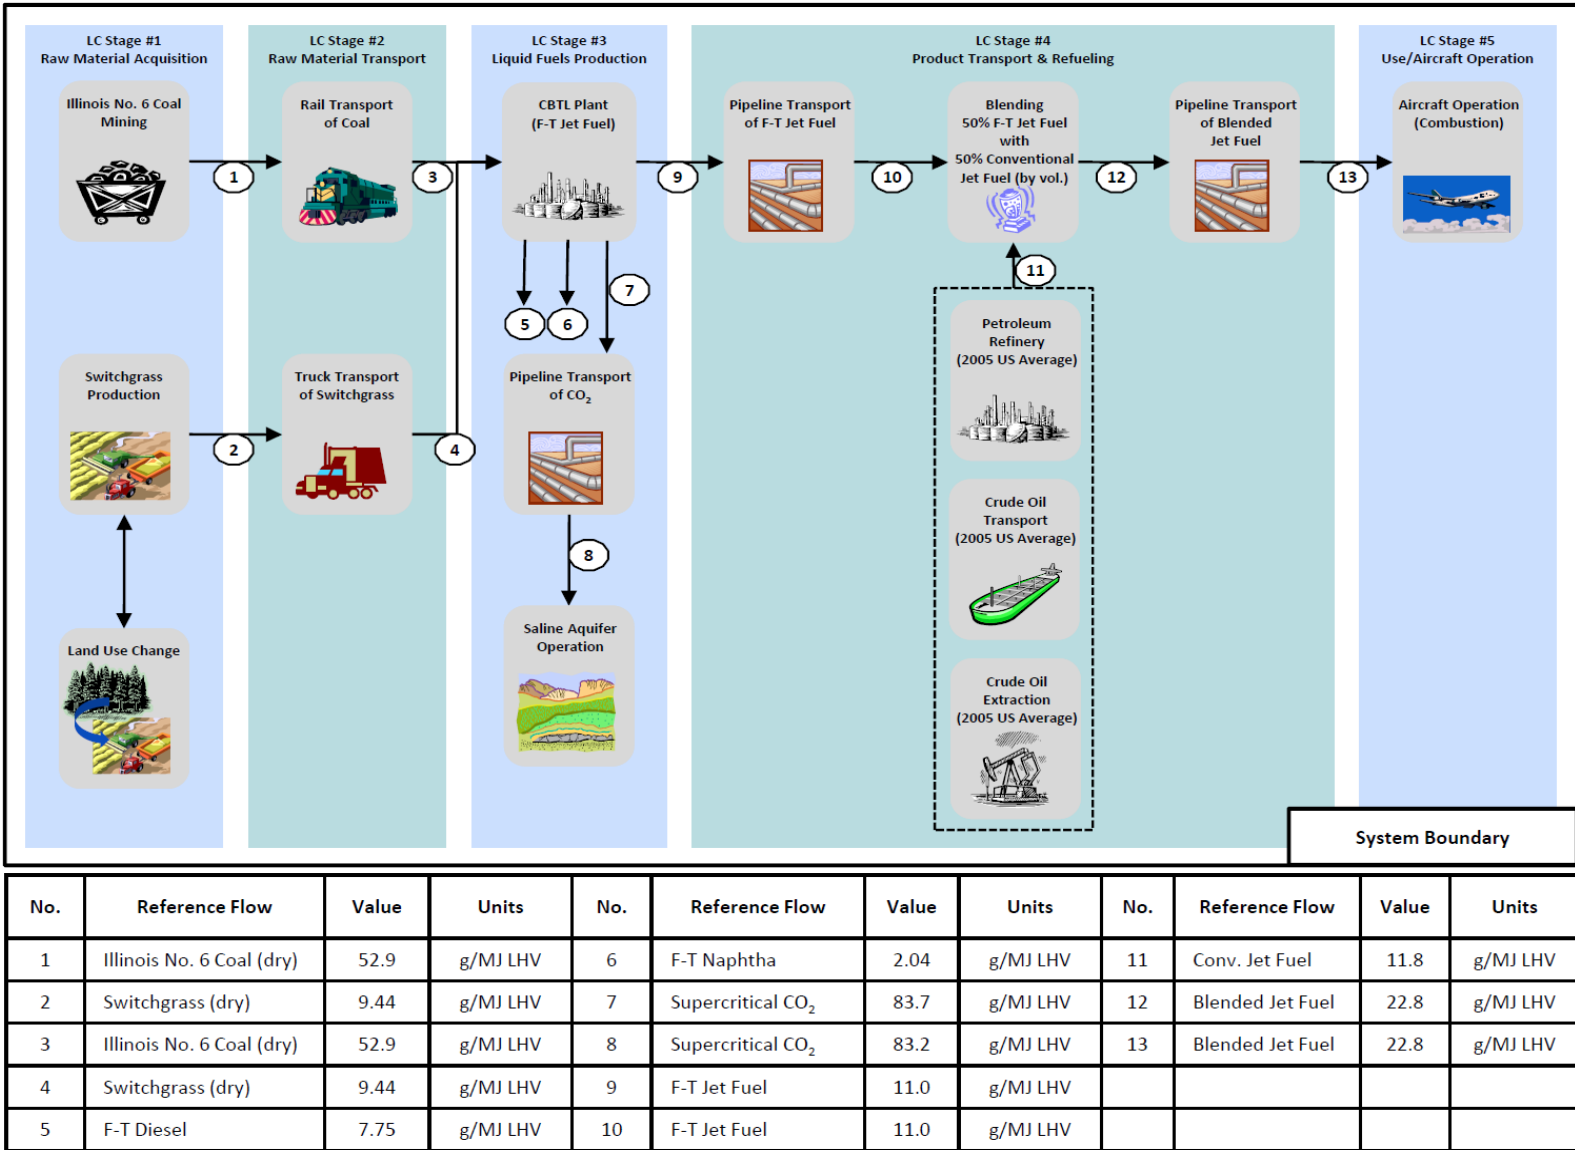 LC Stage #1
Raw Material Acquisition
LC Stage #2
Raw Material Transport
LC Stage #3
Liquid Fuels Production
LC Stage #4
Product Transport & Refueling
LC Stage #5
Use/Aircraft Operation
Illinois No. 6 Coal
Mining
Rail Transport
of Coal
CBTL Plant
(F-T Jet Fuel)
Pipeline Transport
of F-T Jet Fuel
Blending
50% F-T Jet Fuel
with
50% Conventional
Jet Fuel (by vol.)
Pipeline Transport
of Blended
Jet Fuel
Aircraft Operation
(Combustion)
1
3
9
10
12
13
11
7
5
6
Switchgrass
Production
Truck Transport
of Switchgrass
Pipeline Transport
of CO₂
Petroleum
Refinery
(2005 US Average)
2
4
8
Crude Oil
Transport
(2005 US Average)
Land Use Change
Saline Aquifer
Operation
Crude Oil
Extraction
(2005 US Average)
System Boundary
No. Reference Flow Value Units No. Reference Flow Value Units No. Reference Flow Value Units
1 Illinois No. 6 Coal (dry) 52.9 g/MJ LHV 6 F-T Naphtha 2.04 g/MJ LHV 11 Conv. Jet Fuel 11.8 g/MJ LHV
2 Switchgrass (dry) 9.44 g/MJ LHV 7 Supercritical CO₂ 83.7 g/MJ LHV 12 Blended Jet Fuel 22.8 g/MJ LHV
3 Illinois No. 6 Coal (dry) 52.9 g/MJ LHV 8 Supercritical CO₂ 83.2 g/MJ LHV 13 Blended Jet Fuel 22.8 g/MJ LHV
4 Switchgrass (dry) 9.44 g/MJ LHV 9 F-T Jet Fuel 11.0 g/MJ LHV
5 F-T Diesel 7.75 g/MJ LHV 10 F-T Jet Fuel 11.0 g/MJ LHV